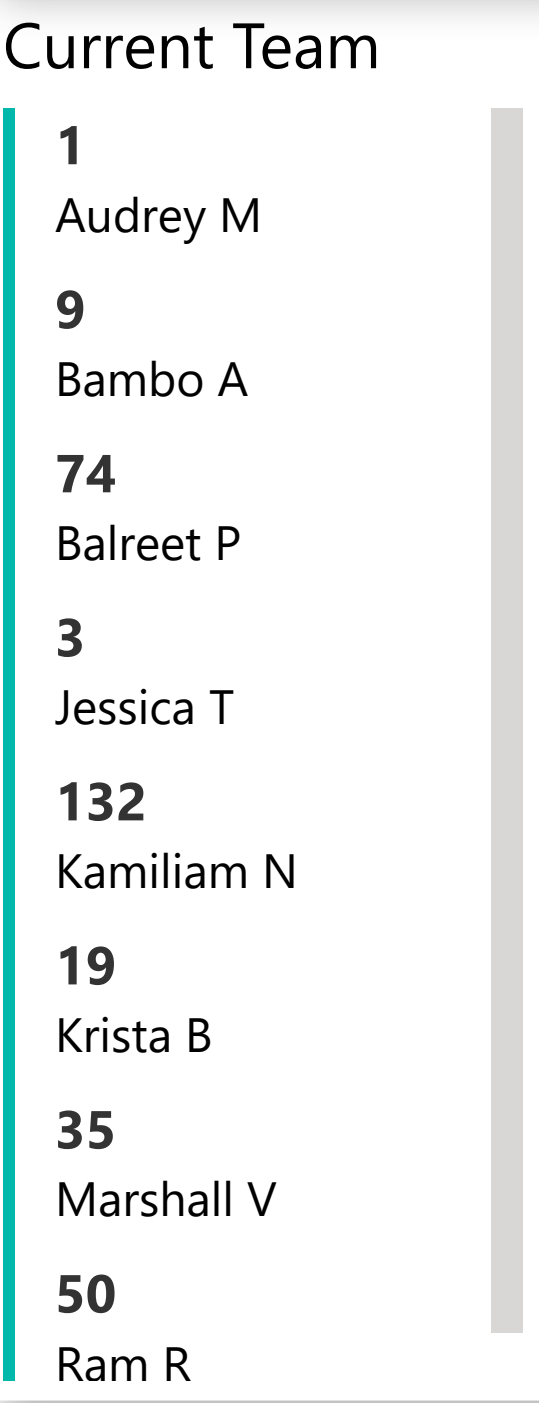 Current Team
1
Audrey M
9
Bambo A
74
Balreet P
3
Jessica T
132
Kamiliam N
19
Krista B
35
Marshall V
50
Ram R